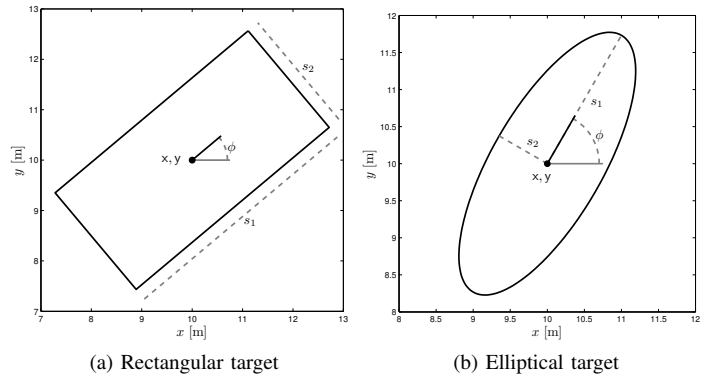 13
12
11
10
9
8
7
7 8 9 10 11 12 13
y [m]
x [m]
s₂
s₁
x, y
ϕ
(a) Rectangular target
12
11.5
11
10.5
10
9.5
9
8.5
8
8 8.5 9 9.5 10 10.5 11 11.5 12
y [m]
x [m]
s₁
s₂
ϕ
x, y
(b) Elliptical target